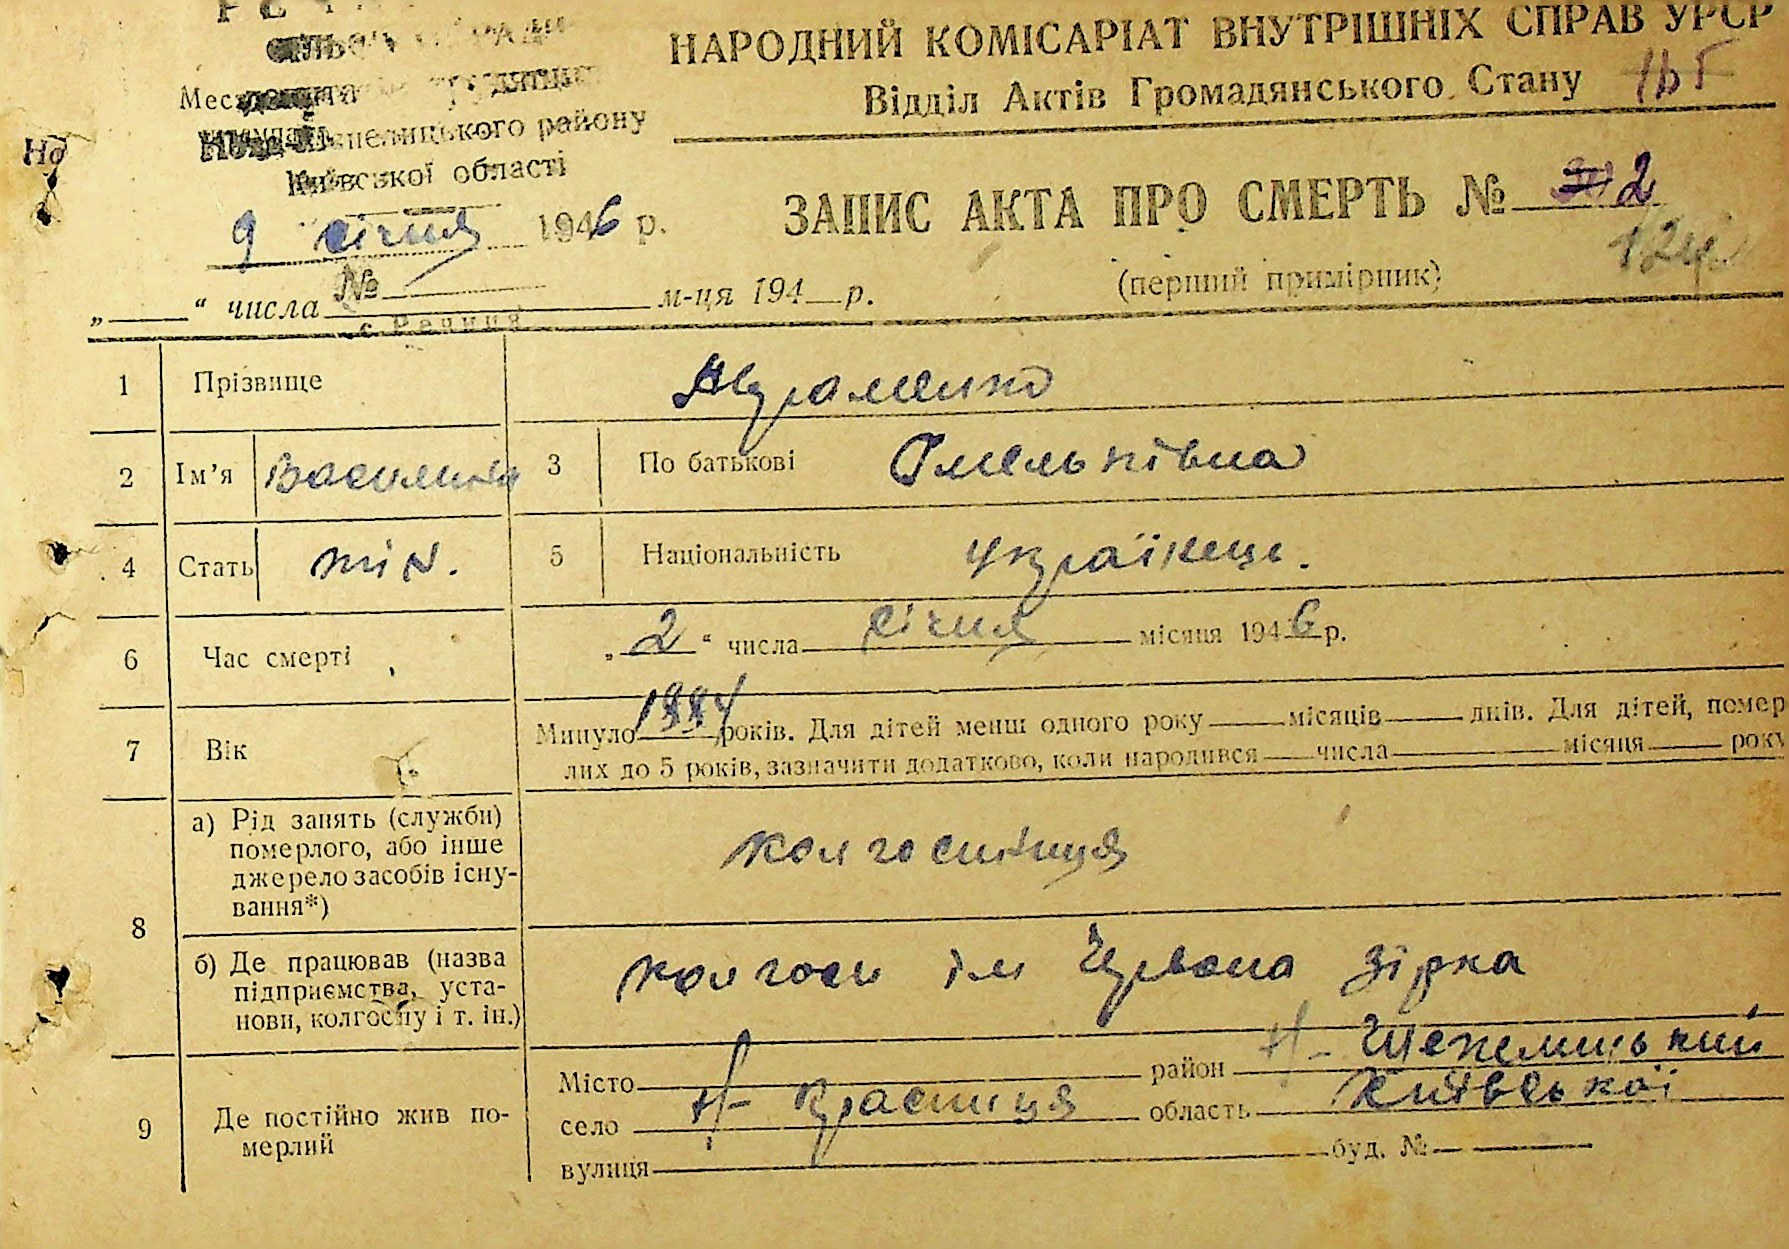 НАРОДНИЙ КОМІСАРІАТ ВНУТРІШНІХ СПРАВ УРСР
Відділ Актів Громадянського Стану
району
Київської області
9 січня 1946 р.
№
ЗАПИС АКТА ПРО СМЕРТЬ № 2
(перший примірник)
„ “ числа м-ця 194 р.
1 Прізвище
2 Ім’я Василина 3 По батькові Омельківна
4 Стать жін. 5 Національність українець.
6 Час смерті „ 2 “ числа січня місяця 1946 р.
7 Вік Минуло 1884 років. Для дітей менш одного року місяців днів. Для дітей, помер
лих до 5 років, зазначити додатково, коли народився числа місяця року
8 а) Рід занять (служби)
померлого, або інше
джерело засобів існу-
вання*) колгоспниця
б) Де працював (назва
підприємства, уста-
нови, колгоспу і т. ін.) колгосп ім Червона Зірка
9 Де постійно жив по-
мерлий
Місто район
село область Київської
вулиця буд. №